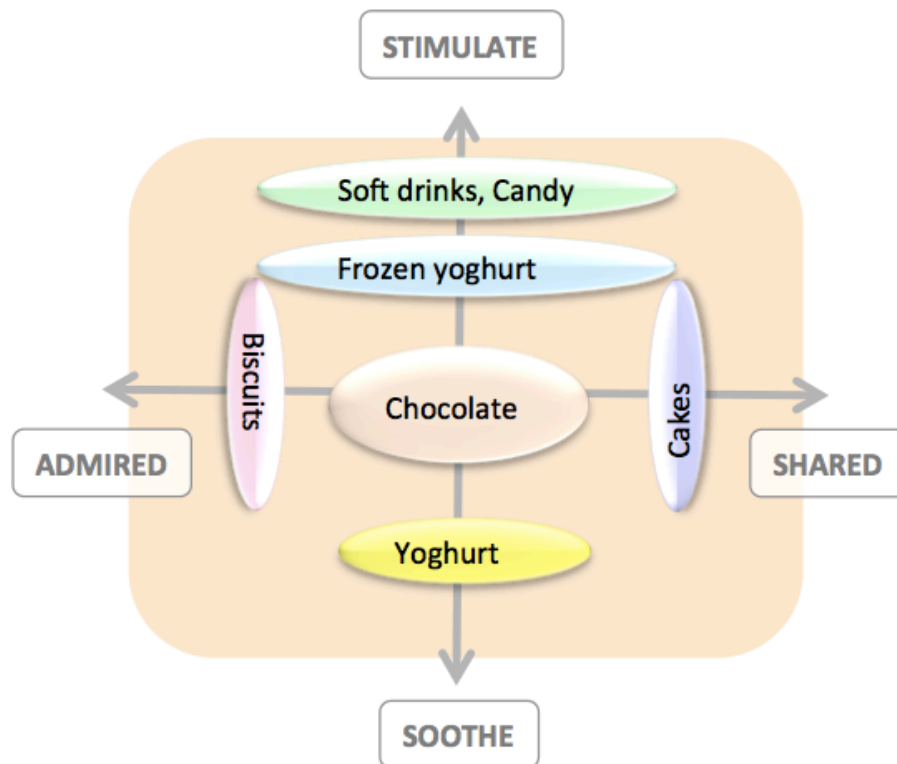 STIMULATE
Soft drinks, Candy
Frozen yoghurt
Biscuits
Chocolate
Cakes
ADMIRED
SHARED
Yoghurt
SOOTHE